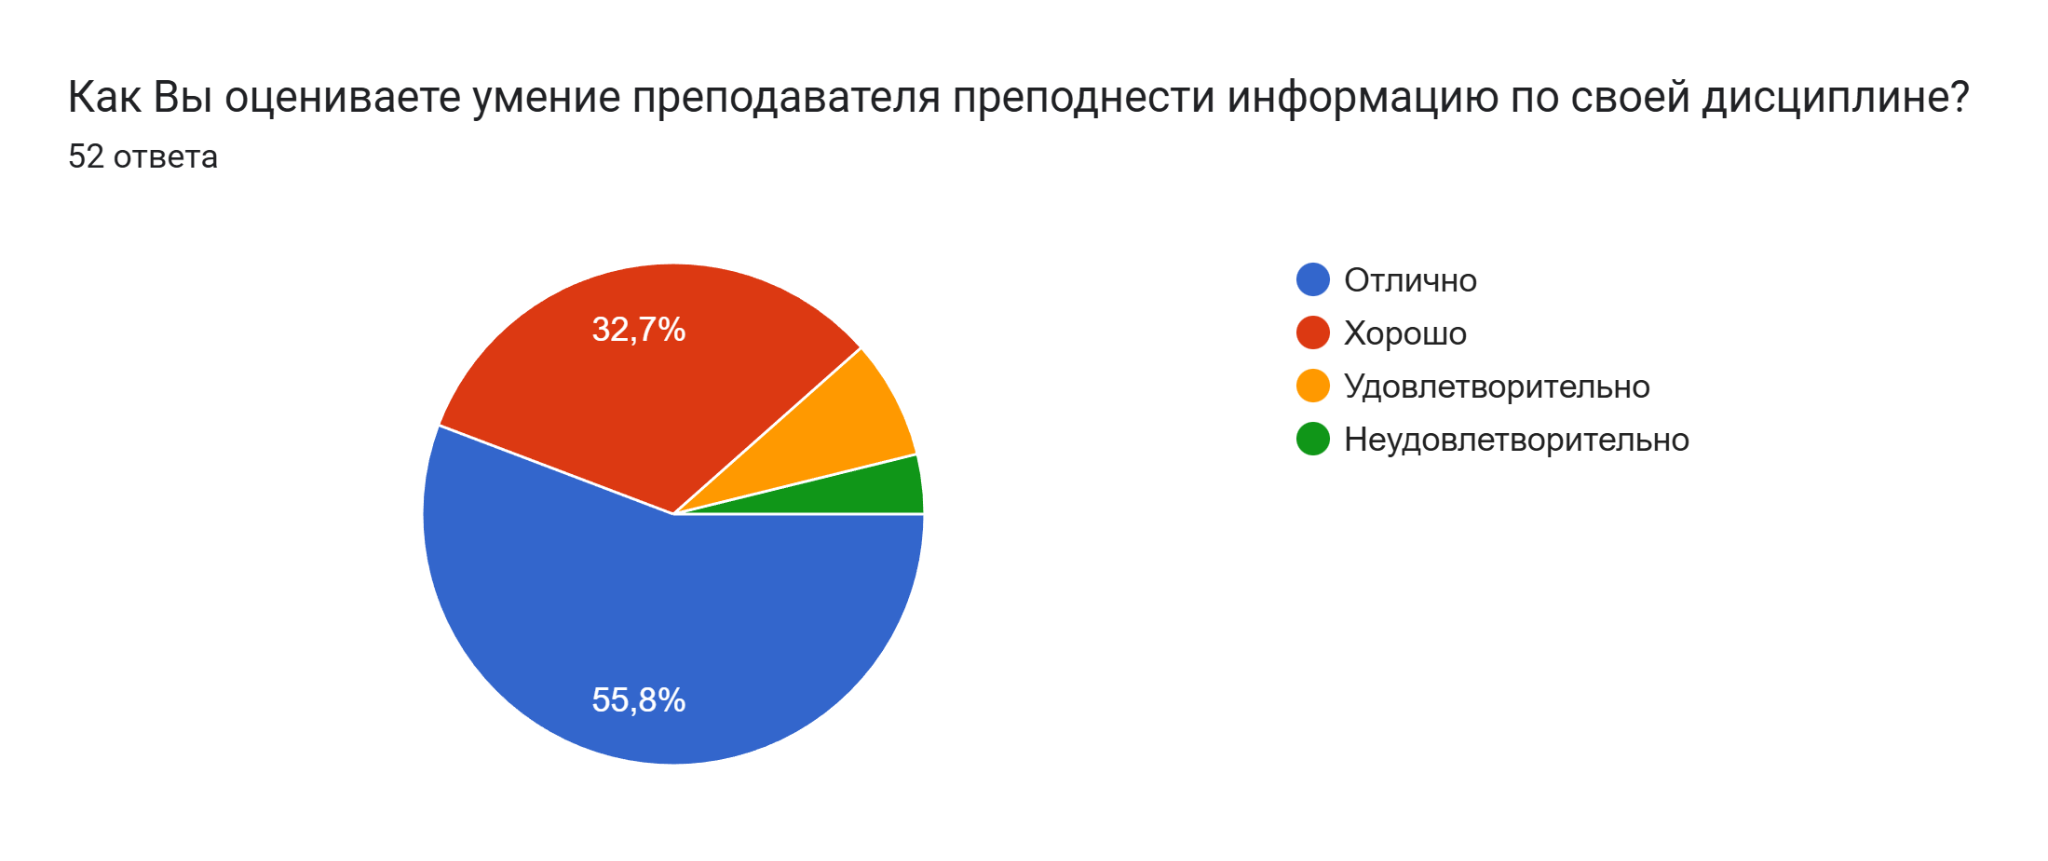 Как Вы оцениваете умение преподавателя преподнести информацию по своей дисциплине?
52 ответа
32,7%
55,8%
Отлично
Хорошо
Удовлетворительно
Неудовлетворительно